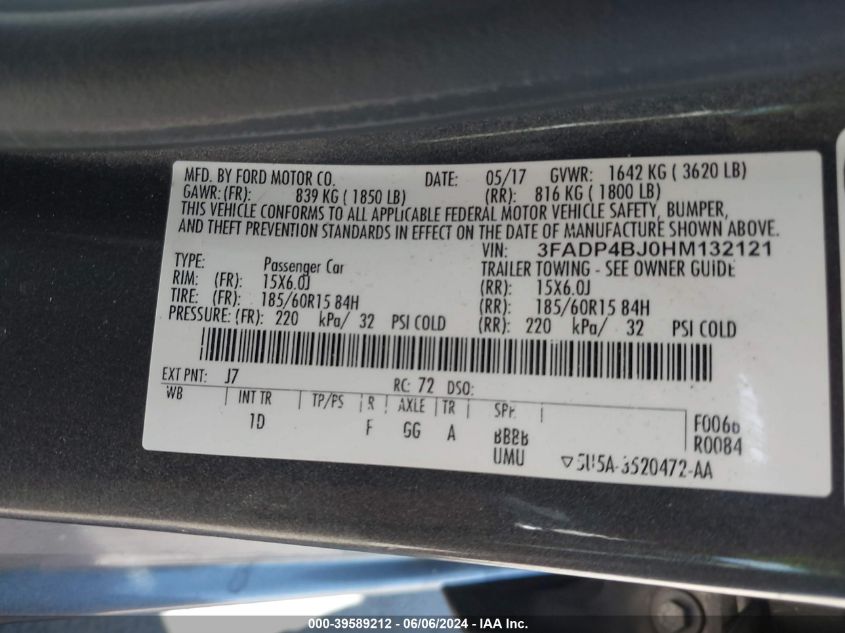 MFD. BY FORD MOTOR CO. DATE: 05/17 GVWR: 1642 KG ( 3620 LB)
GAWR: (FR): 839 KG ( 1850 LB) (RR): 816 KG ( 1800 LB)
THIS VEHICLE CONFORMS TO ALL APPLICABLE FEDERAL MOTOR VEHICLE SAFETY, BUMPER,
AND THEFT PREVENTION STANDARDS IN EFFECT ON THE DATE OF MANUFACTURE SHOWN ABOVE.
VIN: 3FADP4BJ0HM132121
TYPE: Passenger Car TRAILER TOWING - SEE OWNER GUIDE
RIM: (FR): 15X6.0J (RR): 15X6.0J
TIRE: (FR): 185/60R15 84H (RR): 185/60R15 84H
PRESSURE: (FR): 220 kPa/ 32 PSI COLD (RR): 220 kPa/ 32 PSI COLD
EXT PNT: J7 RC: 72 DSO:
WB INT TR TP/PS R AXLE TR SPR
1D F GG A BBBB F0066
UMU R0084
000-39589212 - 06/06/2024 - IAA Inc.